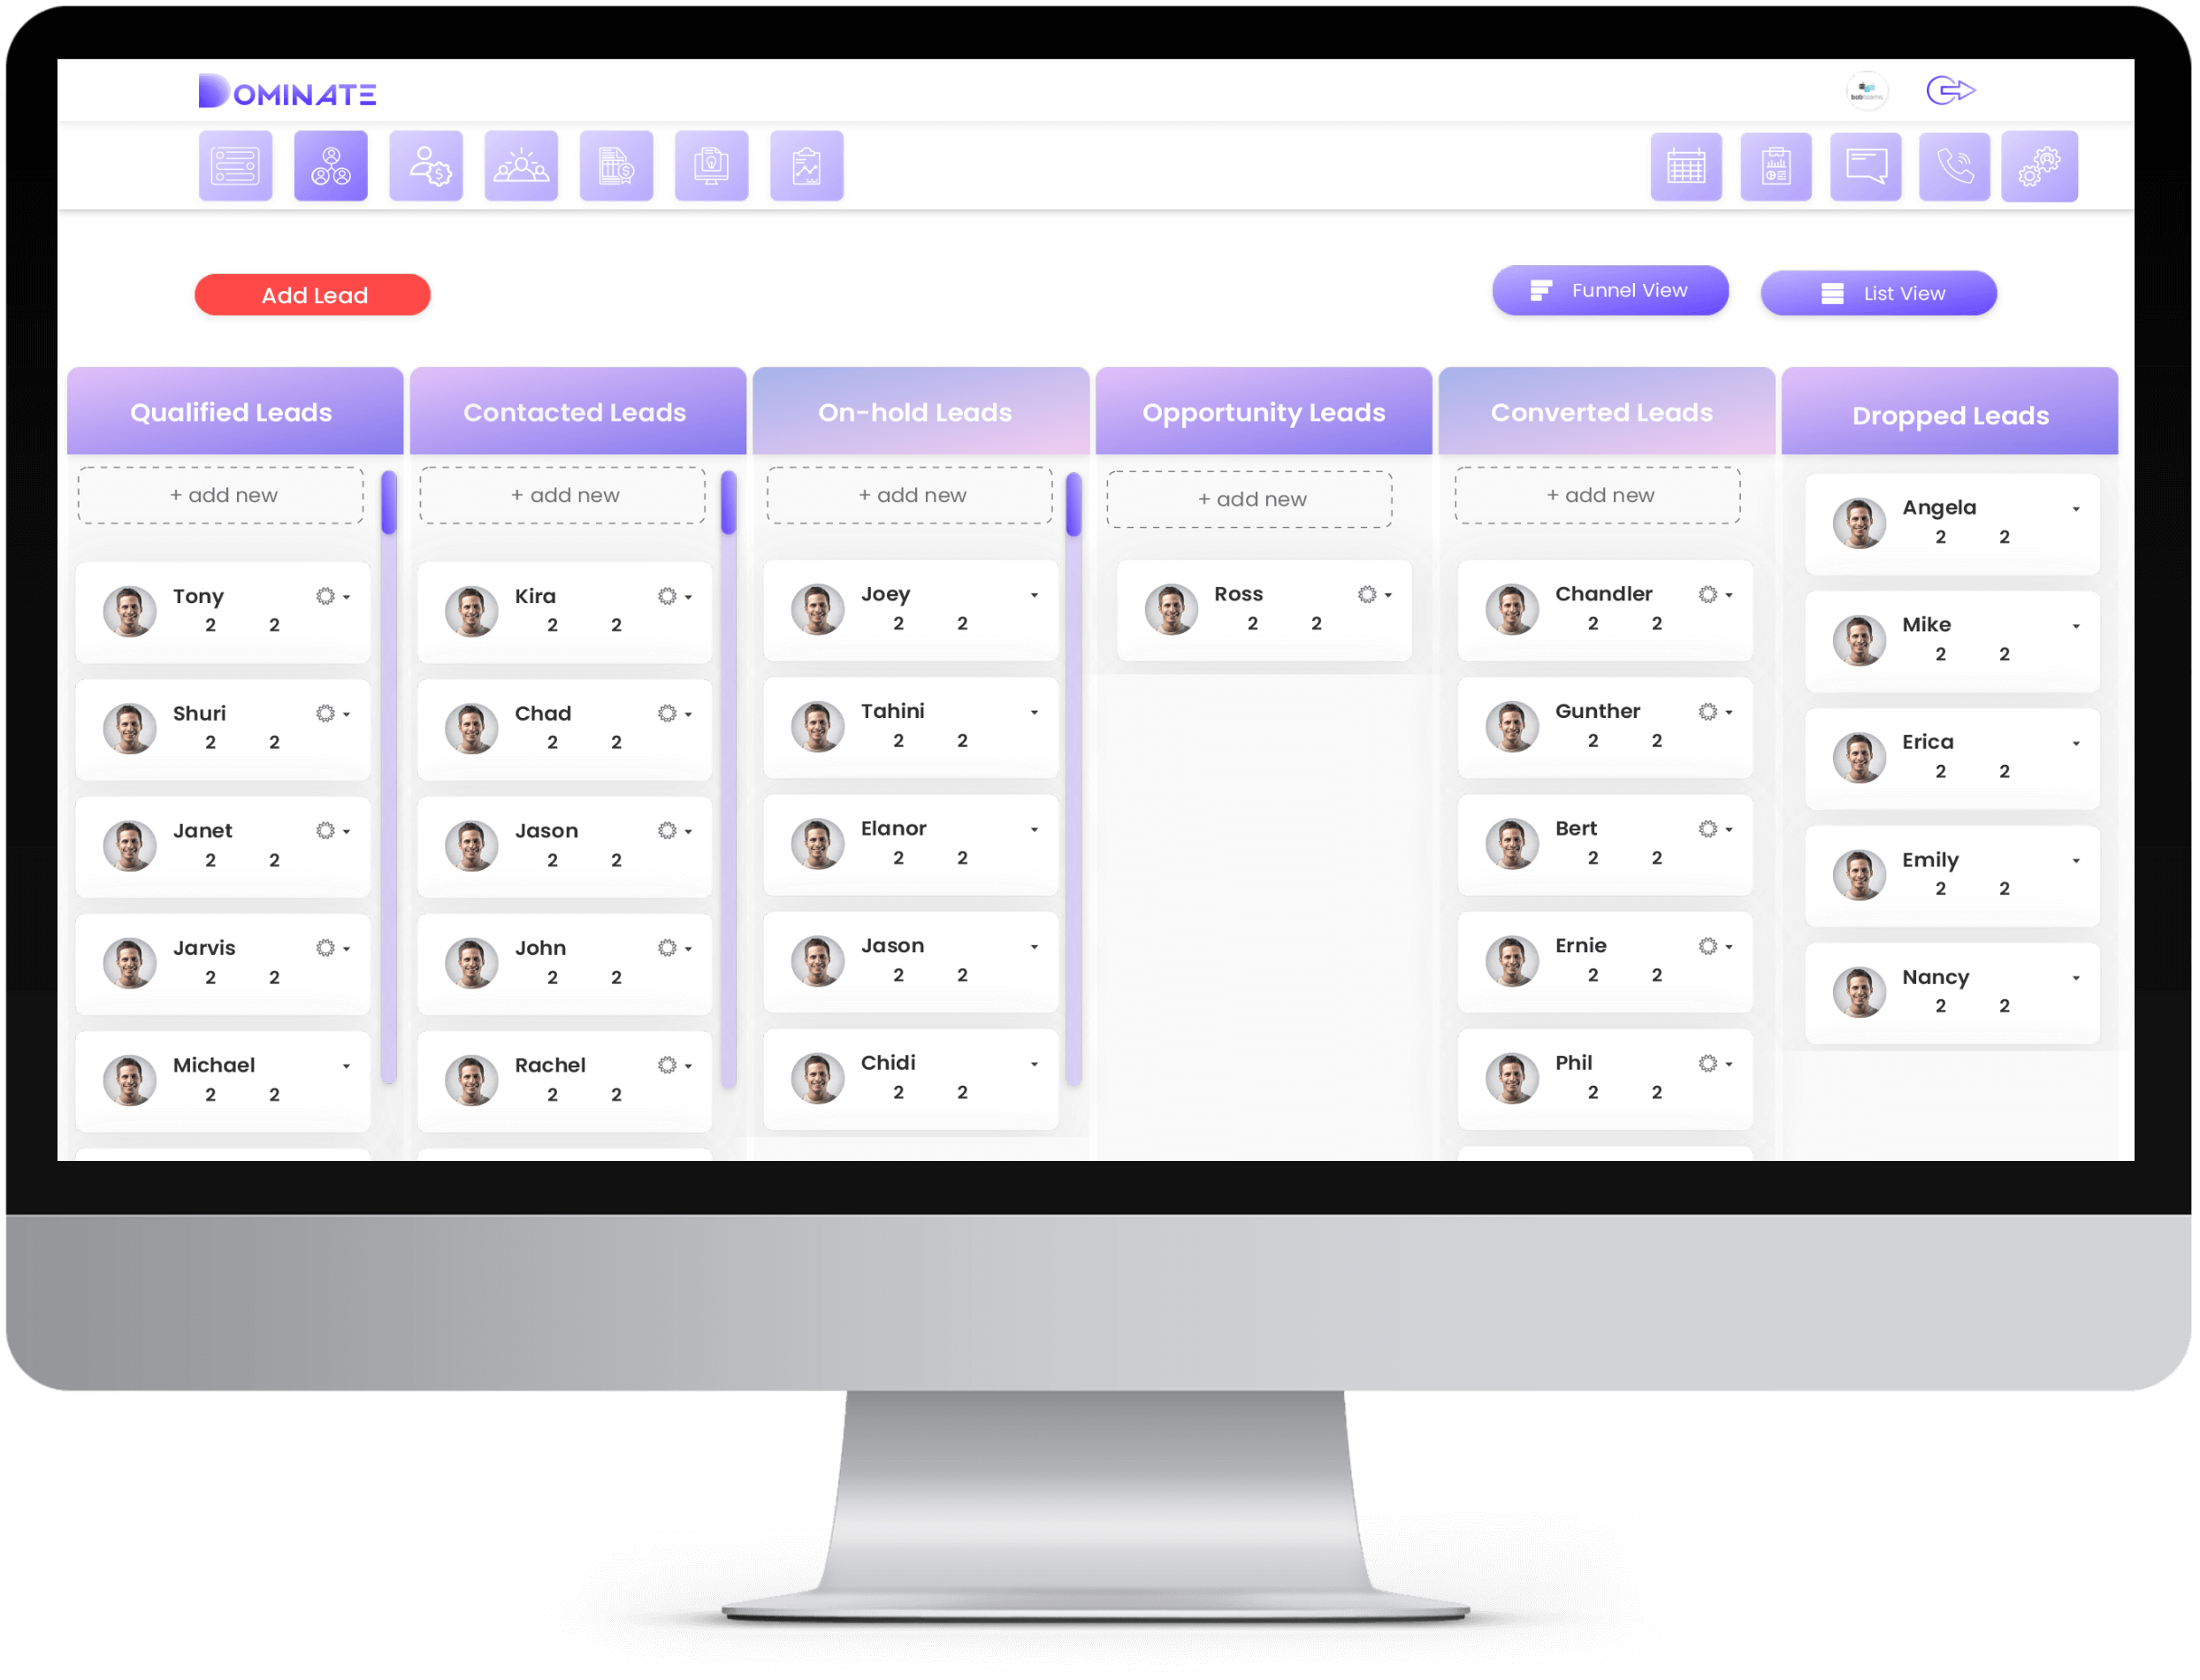 DOMINATE
Add Lead
Funnel View
List View
Qualified Leads
+ add new
Tony
2 2
Shuri
2 2
Janet
2 2
Jarvis
2 2
Michael
2 2
Contacted Leads
+ add new
Kira
2 2
Chad
2 2
Jason
2 2
John
2 2
Rachel
2 2
On-hold Leads
+ add new
Joey
2 2
Tahini
2 2
Elanor
2 2
Jason
2 2
Chidi
2 2
Opportunity Leads
+ add new
Ross
2 2
Converted Leads
+ add new
Chandler
2 2
Gunther
2 2
Bert
2 2
Ernie
2 2
Phil
2 2
Dropped Leads
Angela
2 2
Mike
2 2
Erica
2 2
Emily
2 2
Nancy
2 2